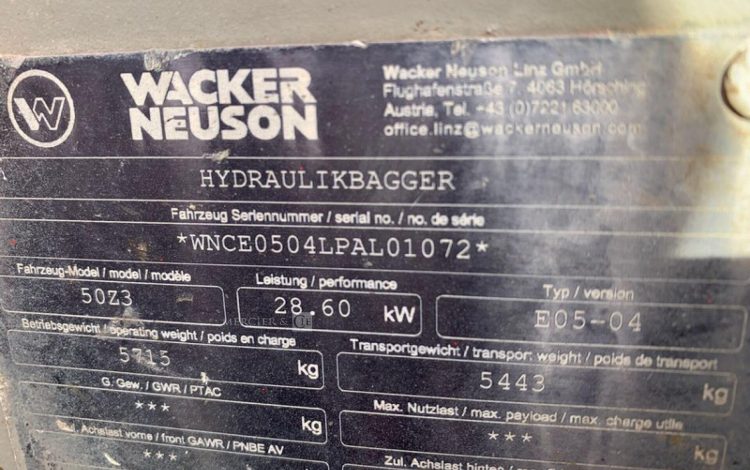 W
WACKER
NEUSON
Wacker Neuson Linz GmbH
Flughafenstraße 7, 4063 Hörsching
Austria, Tel. +43 (0)7221 63000
office.linz@wackerneuson.com
HYDRAULIKBAGGER
Fahrzeug Seriennummer / serial no. / no. de série
*WNCE0504LPAL01072*
Fahrzeug-Model / model / modèle
50Z3
Leistung / performance
28.60 kW
Typ / version
E05-04
MERCIER &
Betriebsgewicht / operating weight / poids en charge
5715 kg
Transportgewicht / transport weight / poids de transport
5443 kg
G. Gew. / GWR / PTAC
***
Max. Nutzlast / max. payload / max. charge utile
***
Zul. Achslast vorne / front GAWR / PNBE AV
***
Zul. Achslast hinten /